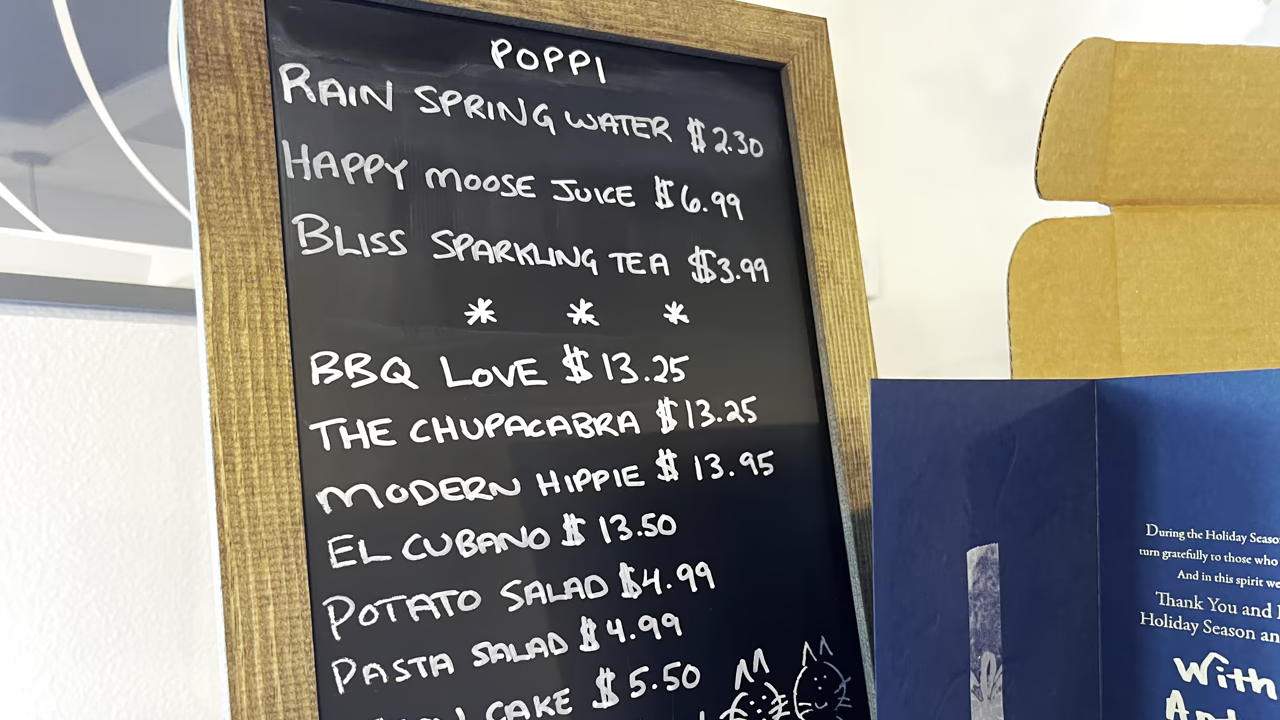 POPPI
RAIN SPRING WATER $2.30
HAPPY MOOSE JUICE $6.99
BLISS SPARKLING TEA $3.99
* * *
BBQ LOVE $13.25
THE CHUPACABRA $13.25
MODERN HIPPIE $13.95
EL CUBANO $13.50
POTATO SALAD $4.99
PASTA SALAD $4.99
CAKE $5.50
During the Holiday Seaso
turn gratefully to those who
And in this spirit we
Thank You and
Holiday Season an
With